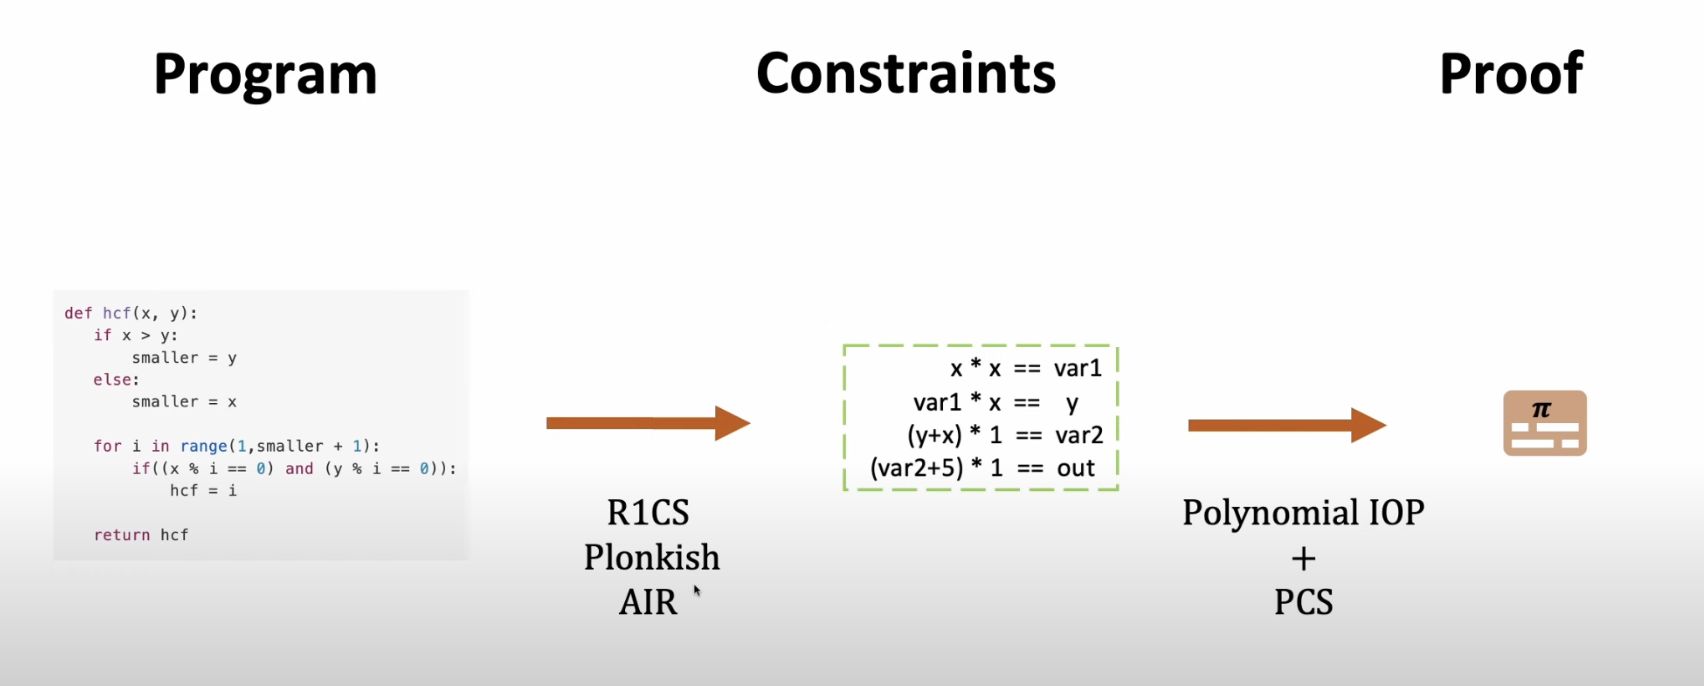 Program
Constraints
Proof
def hcf(x, y):
if x > y:
smaller = y
else:
smaller = x
for i in range(1,smaller + 1):
if((x % i == 0) and (y % i == 0)):
hcf = i
return hcf
R1CS
Plonkish
AIR
x * x == var1
var1 * x == y
(y+x) * 1 == var2
(var2+5) * 1 == out
Polynomial IOP
+
PCS
π